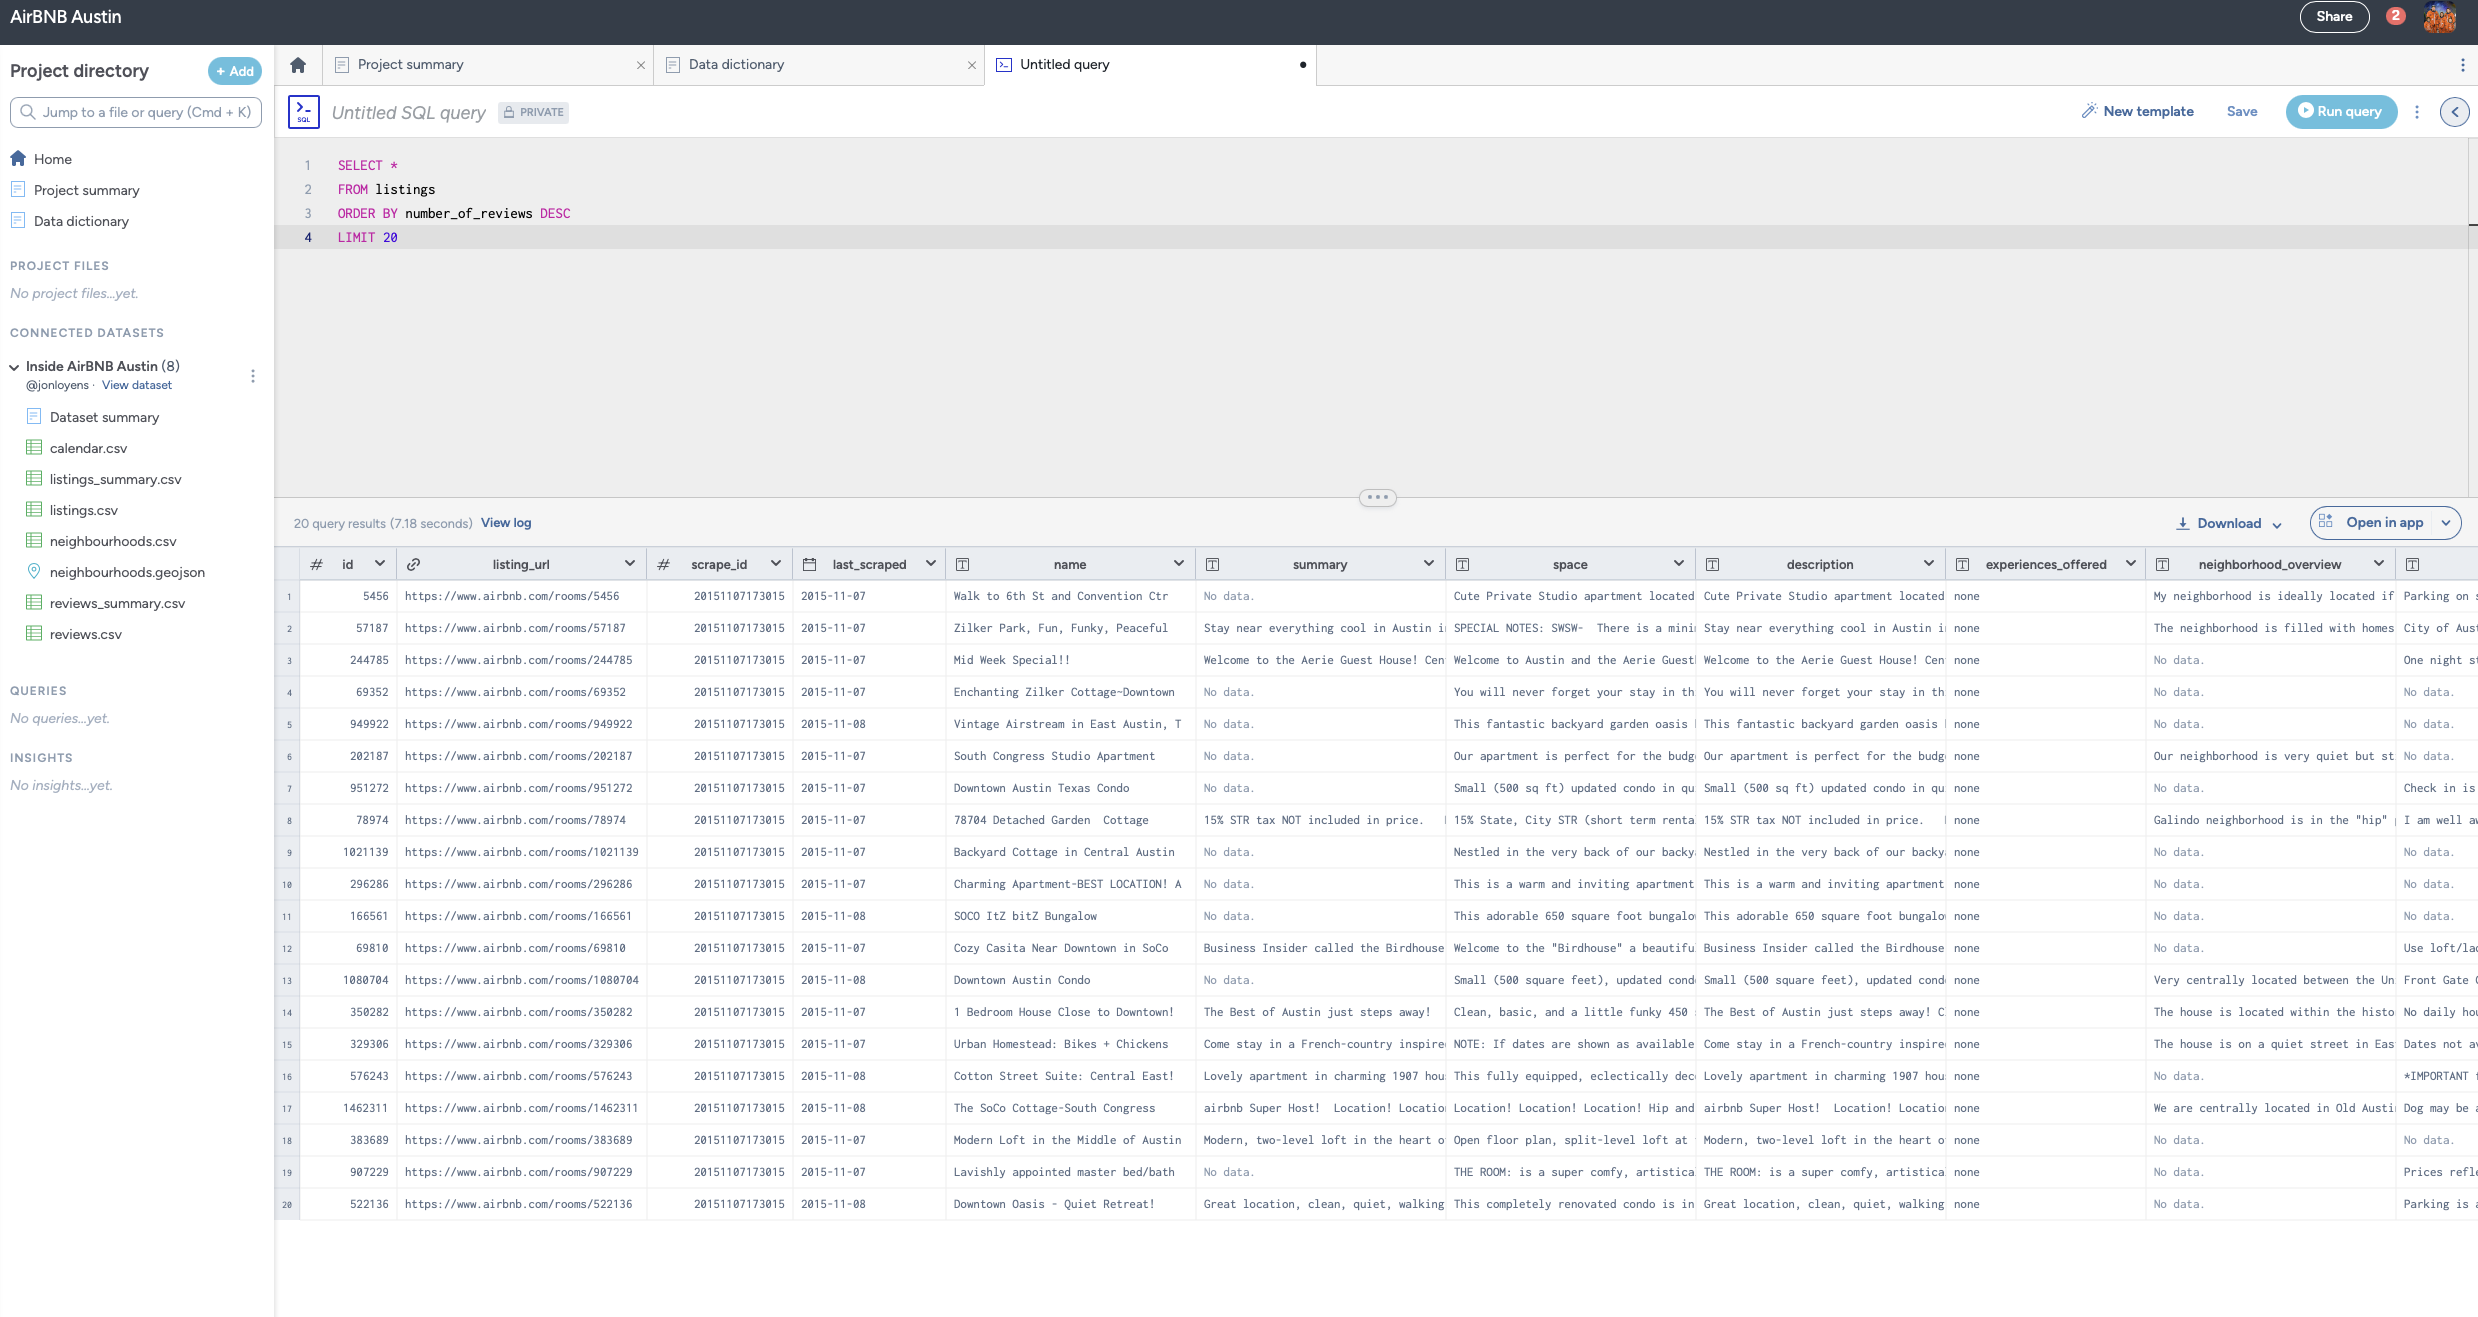 AirBNB Austin
Share
2
Project directory
+ Add
Jump to a file or query (Cmd + K)
Home
Project summary
Data dictionary
PROJECT FILES
No project files...yet.
CONNECTED DATASETS
Inside AirBNB Austin (8)
@jonloyens · View dataset
Dataset summary
calendar.csv
listings_summary.csv
listings.csv
neighbourhoods.csv
neighbourhoods.geojson
reviews_summary.csv
reviews.csv
QUERIES
No queries...yet.
INSIGHTS
No insights...yet.
Project summary
Data dictionary
Untitled query
SQL
Untitled SQL query
PRIVATE
New template
Save
Run query
1 SELECT *
2 FROM listings
3 ORDER BY number_of_reviews DESC
4 LIMIT 20
20 query results (7.18 seconds) View log
Download
Open in app
# id listing_url # scrape_id last_scraped T name T summary T space T description T experiences_offered T neighborhood_overview T
1 5456 https://www.airbnb.com/rooms/5456 20151107173015 2015-11-07 Walk to 6th St and Convention Ctr No data. Cute Private Studio apartment located Cute Private Studio apartment located none My neighborhood is ideally located if Parking on s
2 57187 https://www.airbnb.com/rooms/57187 20151107173015 2015-11-07 Zilker Park, Fun, Funky, Peaceful Stay near everything cool in Austin i SPECIAL NOTES: SWSW- There is a mini Stay near everything cool in Austin i none The neighborhood is filled with homes City of Aust
3 244785 https://www.airbnb.com/rooms/244785 20151107173015 2015-11-07 Mid Week Special!! Welcome to the Aerie Guest House! Cen Welcome to Austin and the Aerie Guest Welcome to the Aerie Guest House! Cen none No data. One night st
4 69352 https://www.airbnb.com/rooms/69352 20151107173015 2015-11-07 Enchanting Zilker Cottage~Downtown No data. You will never forget your stay in th You will never forget your stay in th none No data. No data.
5 949922 https://www.airbnb.com/rooms/949922 20151107173015 2015-11-08 Vintage Airstream in East Austin, T No data. This fantastic backyard garden oasis This fantastic backyard garden oasis none No data. No data.
6 202187 https://www.airbnb.com/rooms/202187 20151107173015 2015-11-07 South Congress Studio Apartment No data. Our apartment is perfect for the budg Our apartment is perfect for the budg none Our neighborhood is very quiet but st No data.
7 951272 https://www.airbnb.com/rooms/951272 20151107173015 2015-11-07 Downtown Austin Texas Condo No data. Small (500 sq ft) updated condo in qu Small (500 sq ft) updated condo in qu none No data. Check in is
8 78974 https://www.airbnb.com/rooms/78974 20151107173015 2015-11-07 78704 Detached Garden Cottage 15% STR tax NOT included in price. 15% State, City STR (short term renta 15% STR tax NOT included in price. none Galindo neighborhood is in the "hip" I am well aw
9 1021139 https://www.airbnb.com/rooms/1021139 20151107173015 2015-11-07 Backyard Cottage in Central Austin No data. Nestled in the very back of our backy Nestled in the very back of our backy none No data. No data.
10 296286 https://www.airbnb.com/rooms/296286 20151107173015 2015-11-07 Charming Apartment-BEST LOCATION! A No data. This is a warm and inviting apartment This is a warm and inviting apartment none No data. No data.
11 166561 https://www.airbnb.com/rooms/166561 20151107173015 2015-11-08 SOCO ItZ bitZ Bungalow No data. This adorable 650 square foot bungalo This adorable 650 square foot bungalo none No data. No data.
12 69810 https://www.airbnb.com/rooms/69810 20151107173015 2015-11-07 Cozy Casita Near Downtown in SoCo Business Insider called the Birdhouse Welcome to the "Birdhouse" a beautifu Business Insider called the Birdhouse none No data. Use loft/lad
13 1080704 https://www.airbnb.com/rooms/1080704 20151107173015 2015-11-08 Downtown Austin Condo No data. Small (500 square feet), updated cond Small (500 square feet), updated cond none Very centrally located between the Un Front Gate C
14 350282 https://www.airbnb.com/rooms/350282 20151107173015 2015-11-07 1 Bedroom House Close to Downtown! The Best of Austin just steps away! Clean, basic, and a little funky 450 The Best of Austin just steps away! C none The house is located within the histo No daily hou
15 329306 https://www.airbnb.com/rooms/329306 20151107173015 2015-11-07 Urban Homestead: Bikes + Chickens Come stay in a French-country inspire NOTE: If dates are shown as available Come stay in a French-country inspire none The house is on a quiet street in Eas Dates not av
16 576243 https://www.airbnb.com/rooms/576243 20151107173015 2015-11-08 Cotton Street Suite: Central East! Lovely apartment in charming 1907 hou This fully equipped, eclectically dec Lovely apartment in charming 1907 hou none No data. *IMPORTANT
17 1462311 https://www.airbnb.com/rooms/1462311 20151107173015 2015-11-08 The SoCo Cottage-South Congress airbnb Super Host! Location! Locatio Location! Location! Location! Hip and airbnb Super Host! Location! Locatio none We are centrally located in Old Austi Dog may be a
18 383689 https://www.airbnb.com/rooms/383689 20151107173015 2015-11-07 Modern Loft in the Middle of Austin Modern, two-level loft in the heart o Open floor plan, split-level loft at Modern, two-level loft in the heart o none No data. No data.
19 907229 https://www.airbnb.com/rooms/907229 20151107173015 2015-11-07 Lavishly appointed master bed/bath No data. THE ROOM: is a super comfy, artistica THE ROOM: is a super comfy, artistica none No data. Prices refle
20 522136 https://www.airbnb.com/rooms/522136 20151107173015 2015-11-08 Downtown Oasis - Quiet Retreat! Great location, clean, quiet, walking This completely renovated condo is in Great location, clean, quiet, walking none No data. Parking is a